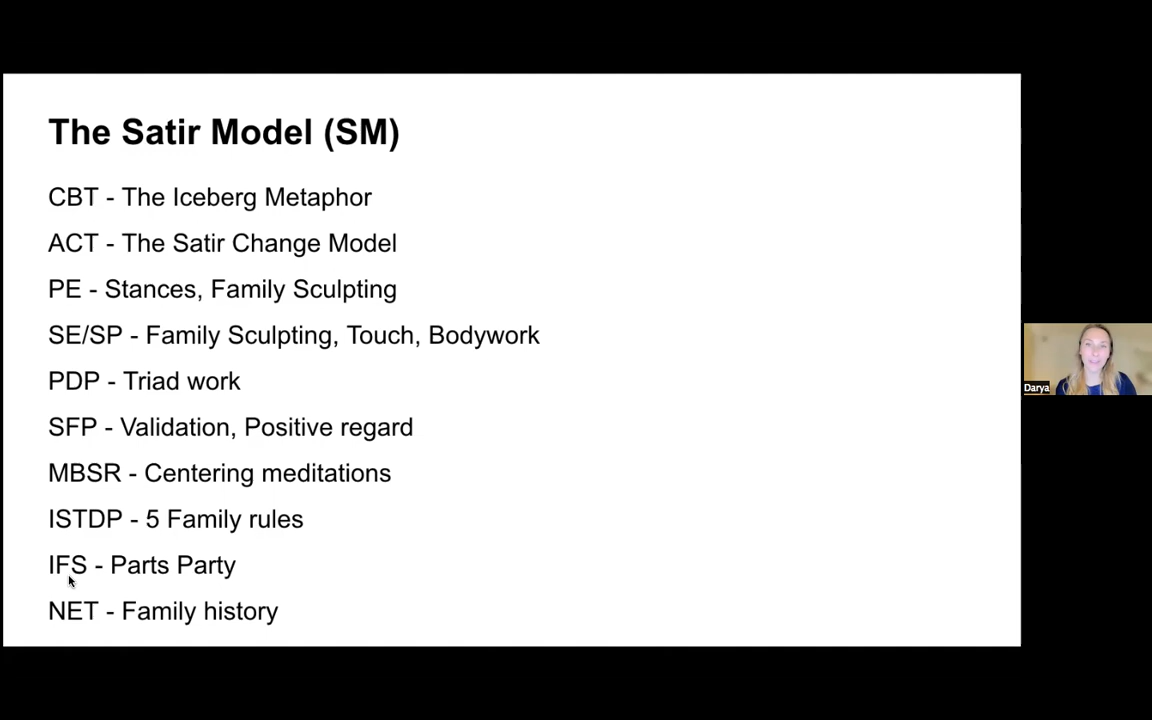 The Satir Model (SM)
CBT - The Iceberg Metaphor
ACT - The Satir Change Model
PE - Stances, Family Sculpting
SE/SP - Family Sculpting, Touch, Bodywork
PDP - Triad work
SFP - Validation, Positive regard
MBSR - Centering meditations
ISTDP - 5 Family rules
IFS - Parts Party
NET - Family history
Darya